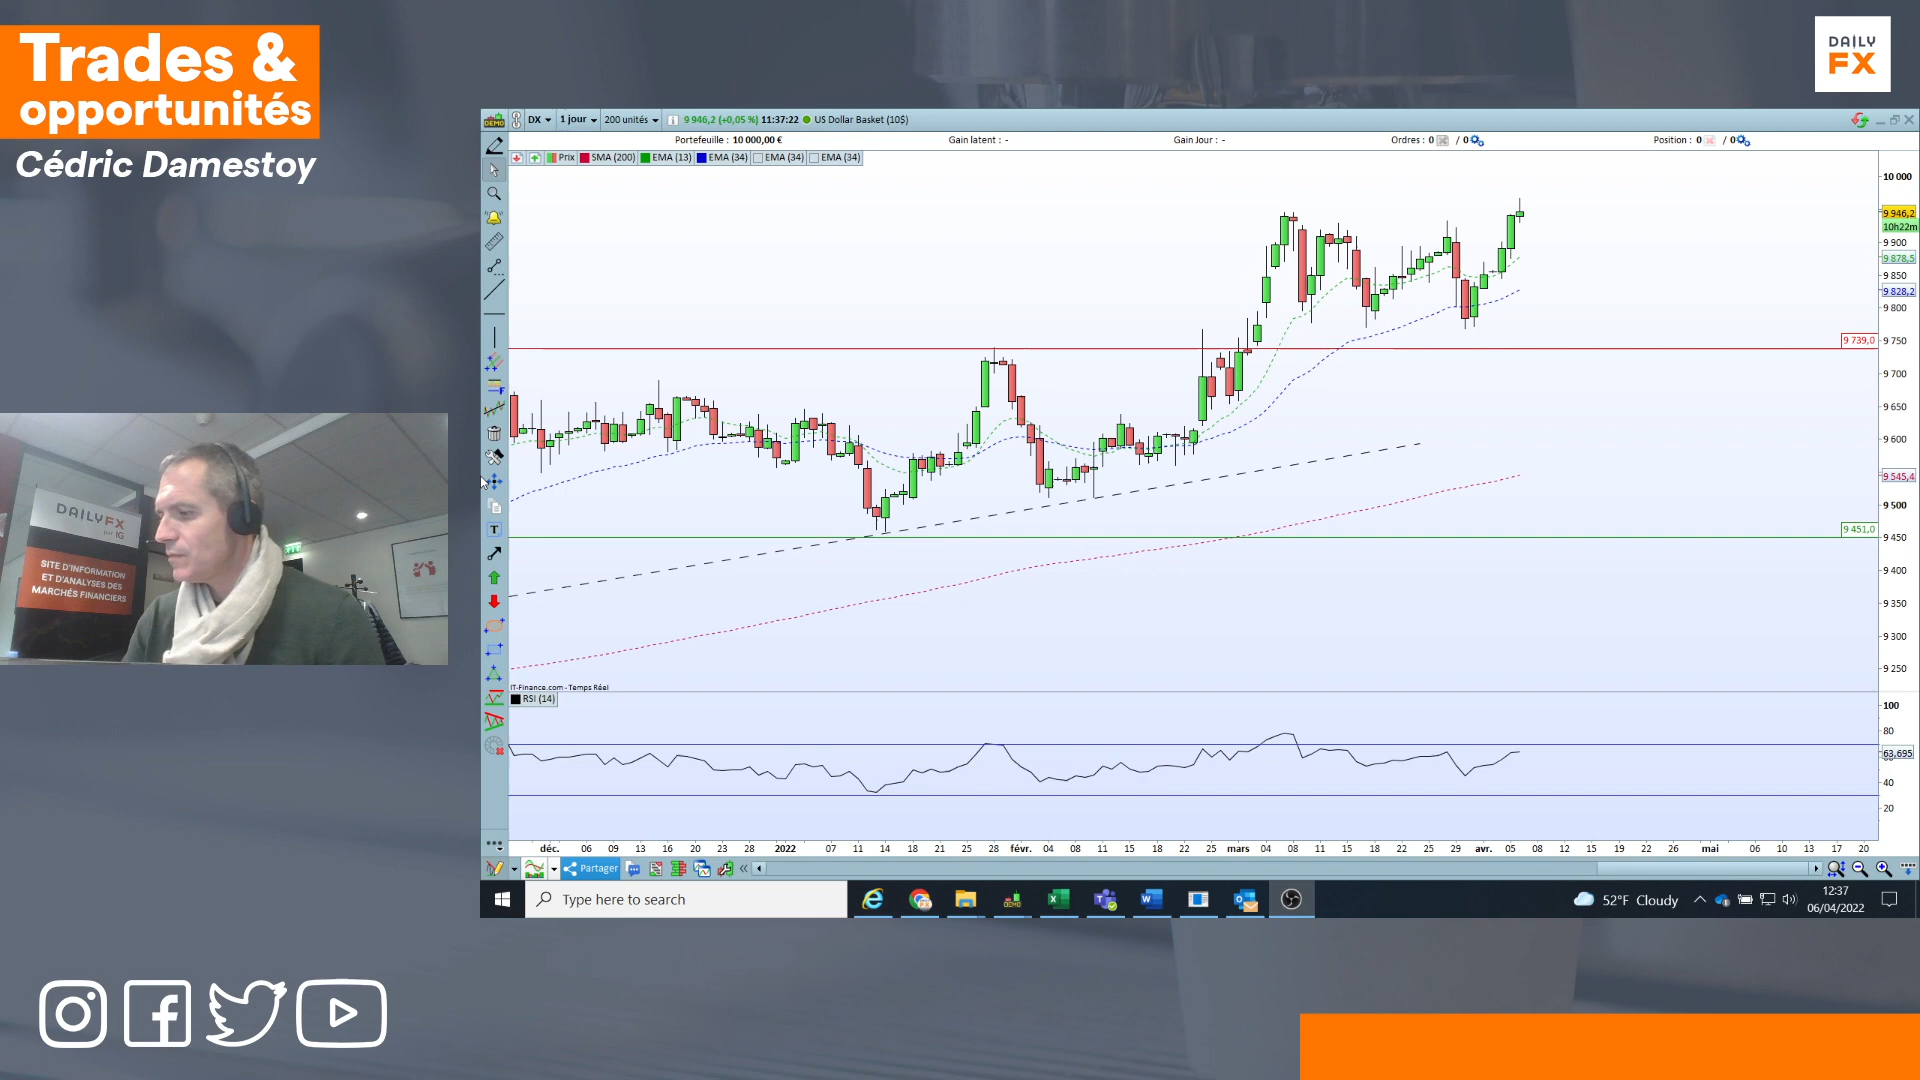 Trades &
opportunités
Cédric Damestoy
DAILY
FX
DEMO
DX
1 jour
200 unités
9 946,2 (+0,05 %) 11:37:22
US Dollar Basket (10$)
Portefeuille : 10 000,00 €
Gain latent : -
Gain Jour : -
Ordres : 0 / 0
Position : 0 / 0
Prix
SMA (200)
EMA (13)
EMA (34)
EMA (34)
EMA (34)
10 000
9 946,2
10h22m
9 900
9 878,5
9 850
9 828,2
9 800
9 739,0
9 750
9 700
9 650
9 600
9 545,4
9 500
9 451,0
9 450
9 400
9 350
9 300
9 250
IT-Finance.com - Temps Réel
RSI (14)
100
80
63,695
40
20
déc. 06 09 13 16 20 23 28 2022 07 11 14 18 21 25 28 févr. 04 08 11 15 18 22 25 mars 04 08 11 15 18 22 25 29 avr. 05 08 12 15 19 22 26 mai 06 10 13 17 20
Partager
Type here to search
DEMO
52°F Cloudy
12:37
06/04/2022
DAILYFX
par IG
SITE D'INFORMATION
ET D'ANALYSES DES
MARCHÉS FINANCIERS